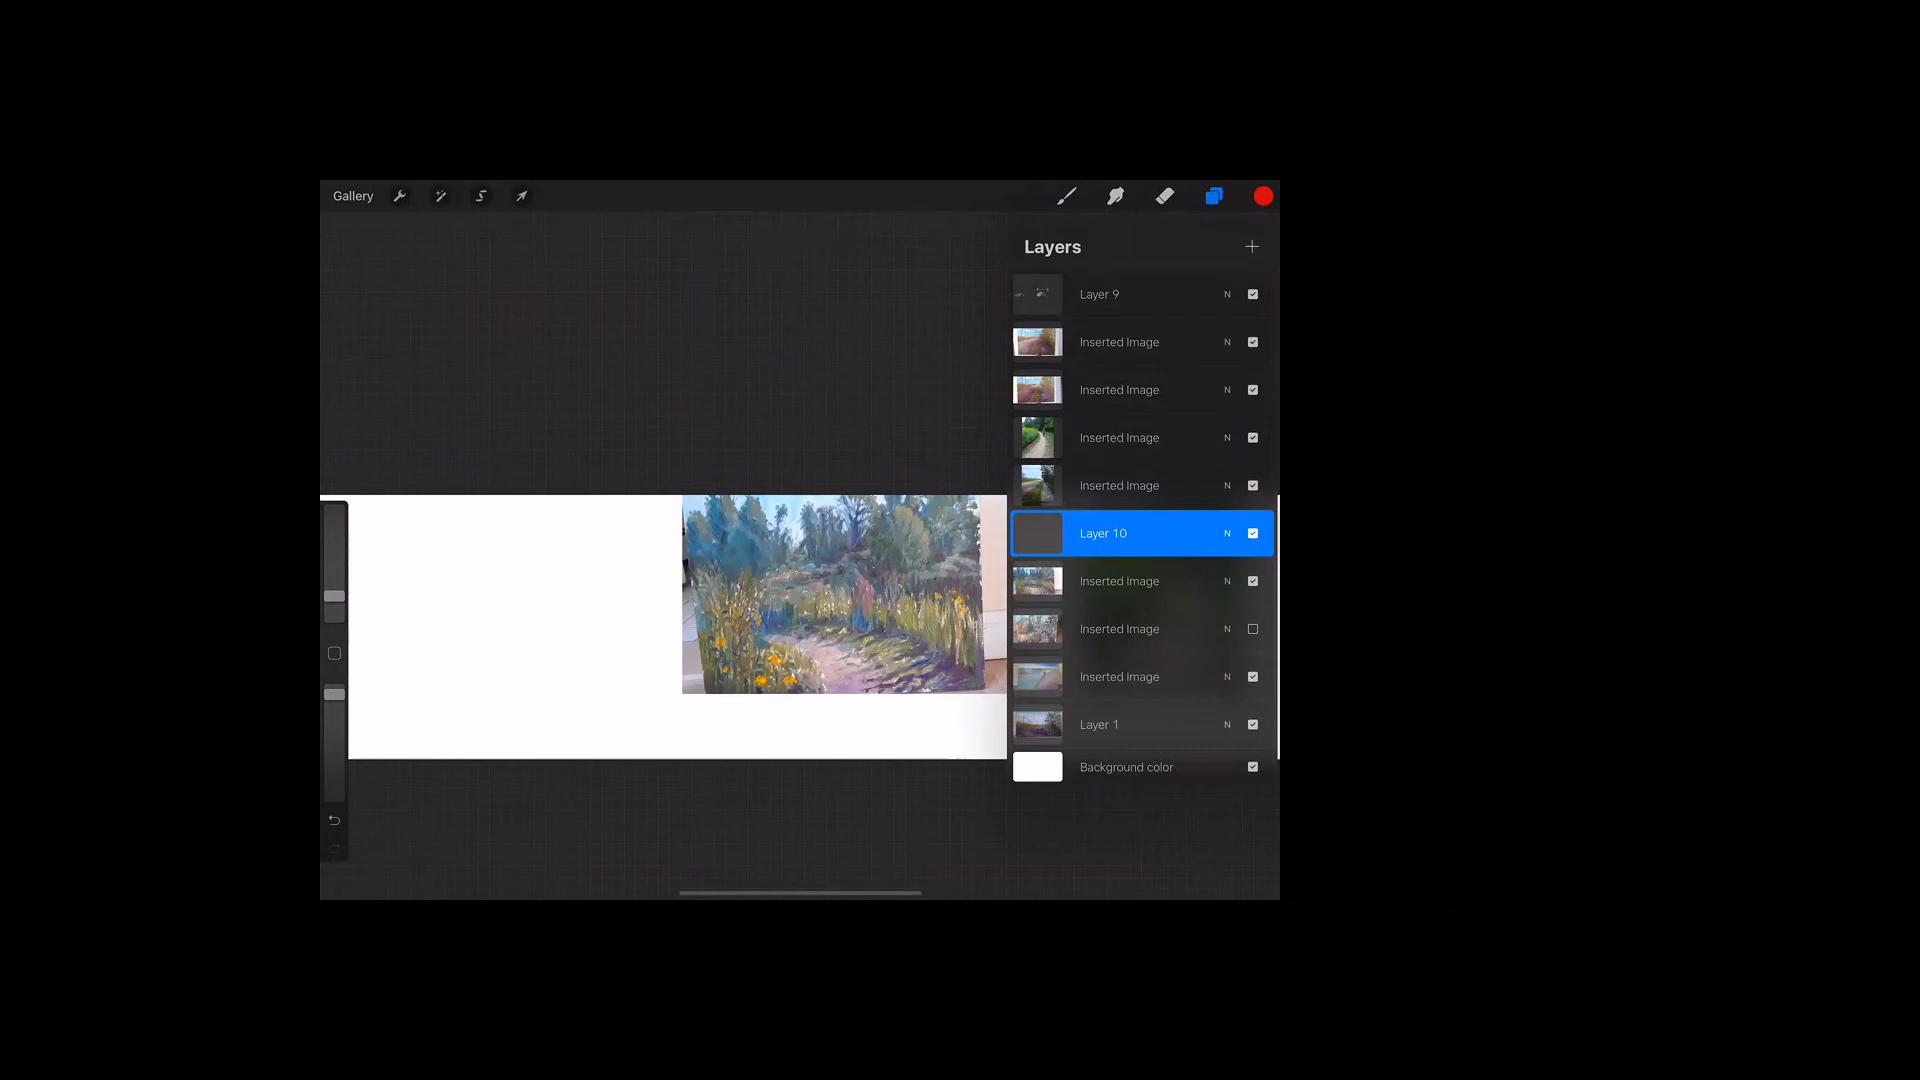 Gallery
Layers
Layer 9 N
Inserted Image N
Inserted Image N
Inserted Image N
Inserted Image N
Layer 10 N
Inserted Image N
Inserted Image N
Inserted Image N
Layer 1 N
Background color